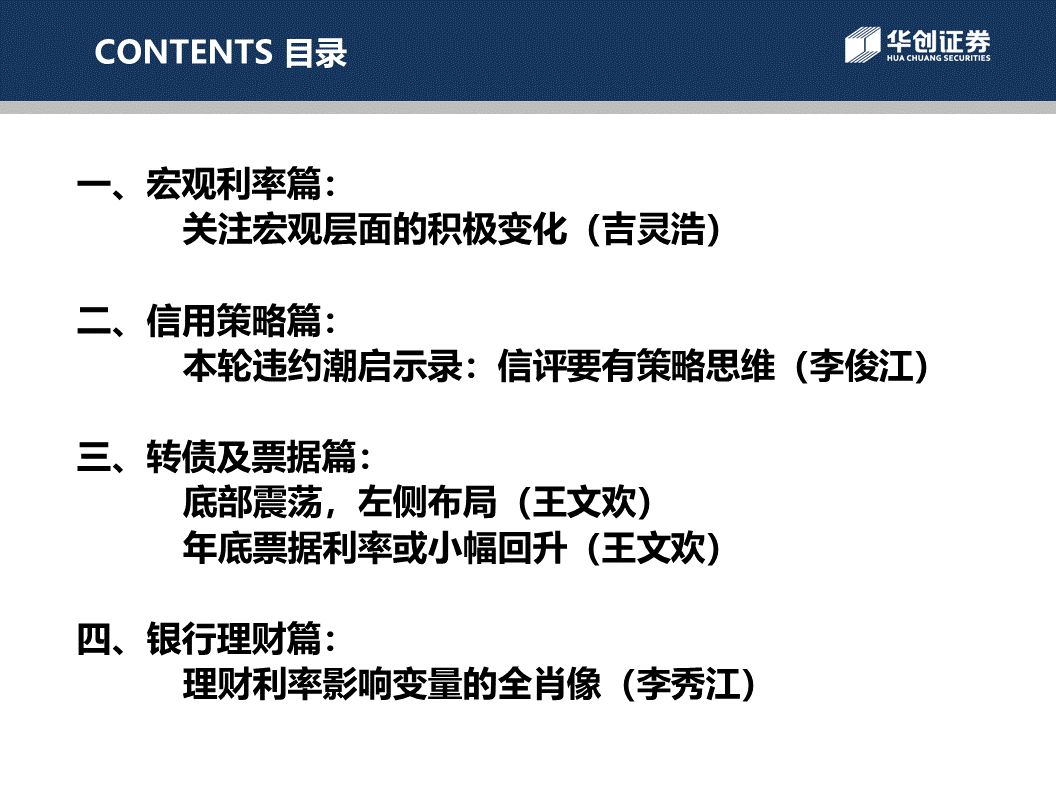 CONTENTS 目录
华创证券
HUA CHUANG SECURITIES
一、宏观利率篇：
关注宏观层面的积极变化（吉灵浩）
二、信用策略篇：
本轮违约潮启示录：信评要有策略思维（李俊江）
三、转债及票据篇：
底部震荡，左侧布局（王文欢）
年底票据利率或小幅回升（王文欢）
四、银行理财篇：
理财利率影响变量的全肖像（李秀江）